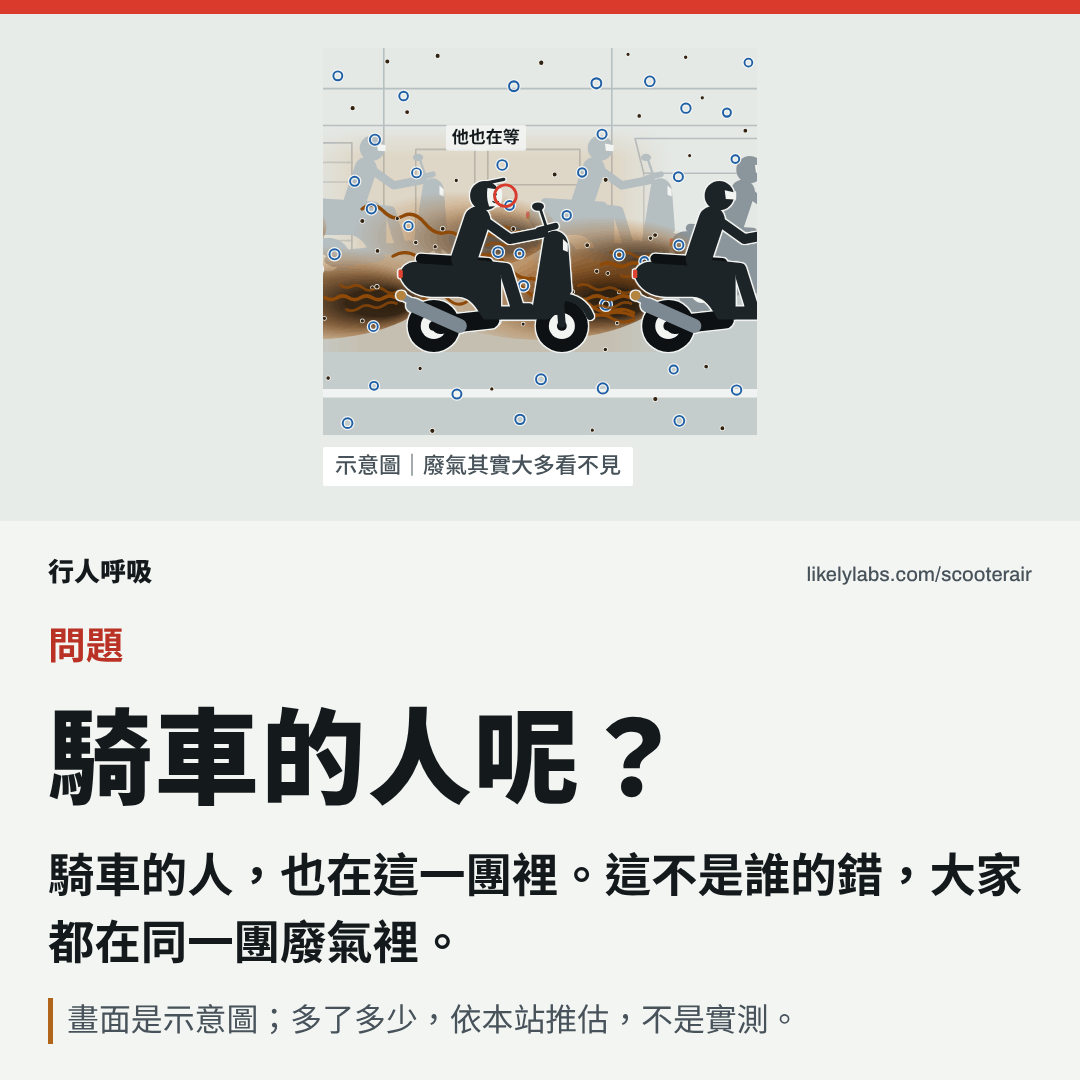 他也在等
示意圖｜廢氣其實大多看不見
行人呼吸
likelylabs.com/scooterair
問題
騎車的人呢？
騎車的人，也在這一團裡。這不是誰的錯，大家
都在同一團廢氣裡。
畫面是示意圖；多了多少，依本站推估，不是實測。